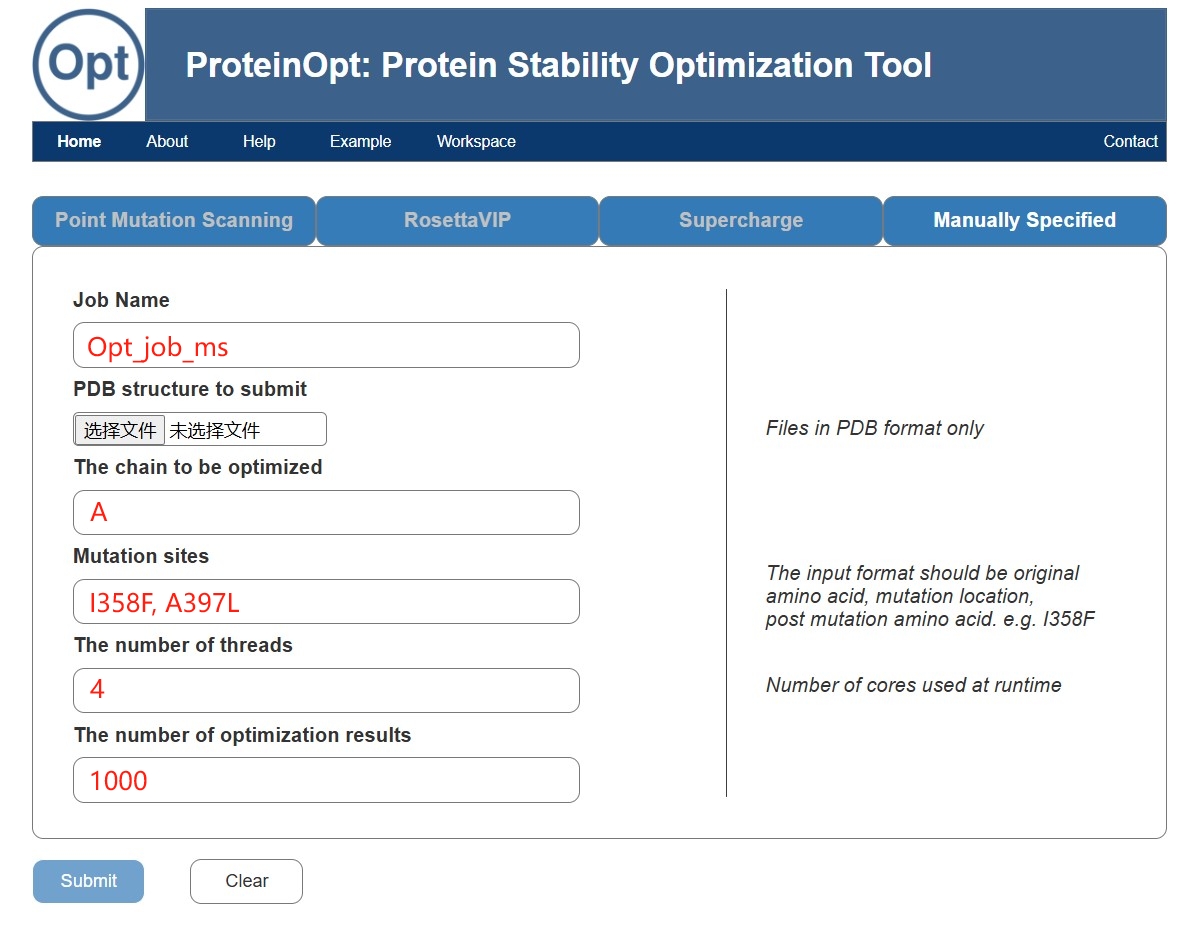 Opt
ProteinOpt: Protein Stability Optimization Tool
Home About Help Example Workspace Contact
Point Mutation Scanning RosettaVIP Supercharge Manually Specified
Job Name
Opt_job_ms
PDB structure to submit
选择文件 未选择文件
Files in PDB format only
The chain to be optimized
A
Mutation sites
I358F, A397L
The input format should be original
amino acid, mutation location,
post mutation amino acid. e.g. I358F
The number of threads
4
Number of cores used at runtime
The number of optimization results
1000
Submit Clear